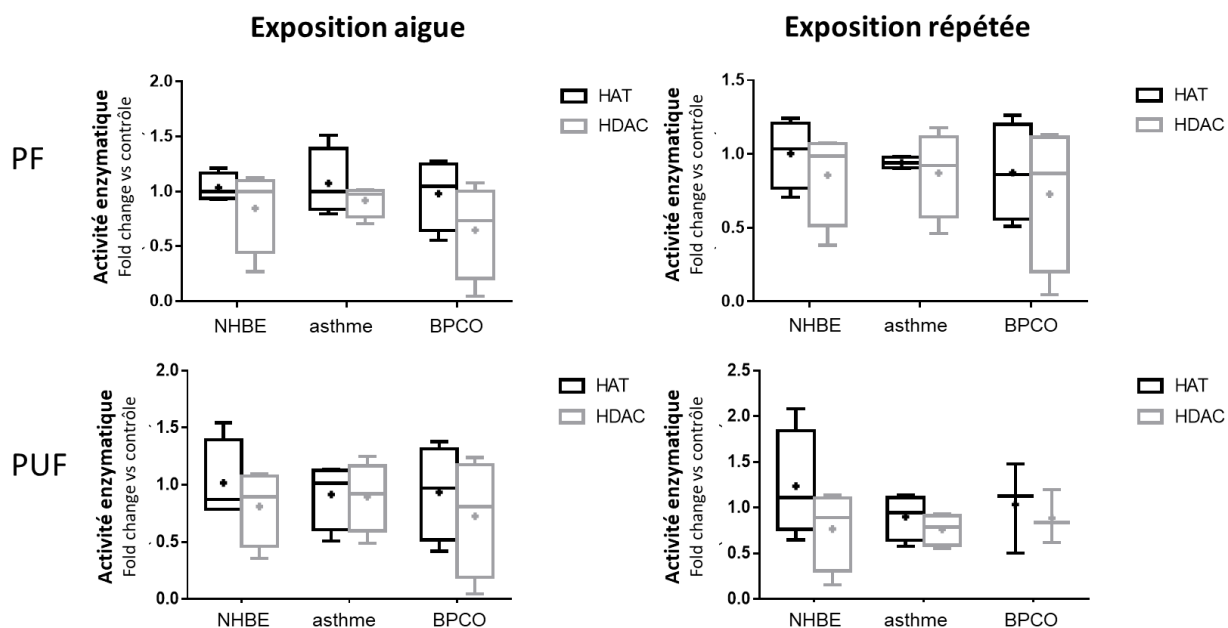 Exposition aigue
Exposition répétée
PF
Activité enzymatique
Fold change vs contrôle
2.0
1.5
1.0
0.5
0.0
NHBE
asthme
BPCO
HAT
HDAC
Activité enzymatique
Fold change vs contrôle
1.5
1.0
0.5
0.0
NHBE
asthme
BPCO
HAT
HDAC
PUF
Activité enzymatique
Fold change vs contrôle
2.0
1.5
1.0
0.5
0.0
NHBE
asthme
BPCO
HAT
HDAC
Activité enzymatique
Fold change vs contrôle
2.5
2.0
1.5
1.0
0.5
0.0
NHBE
asthme
BPCO
HAT
HDAC